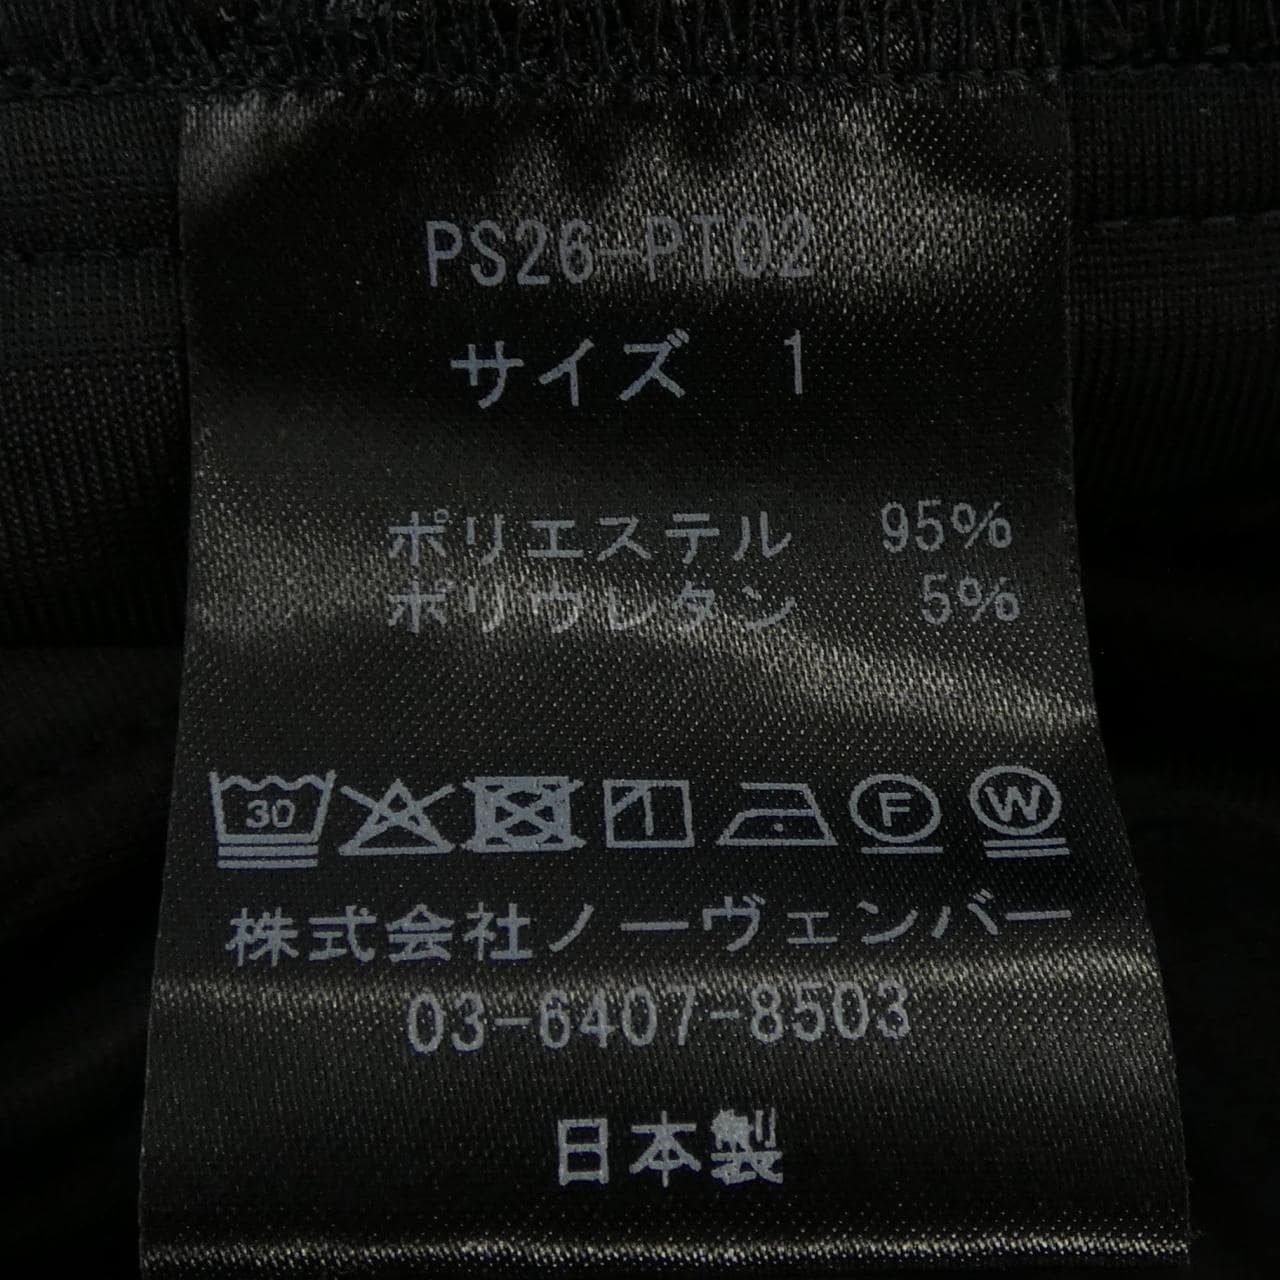 PS26-PT02
サイズ 1
ポリエステル 95%
ポリウレタン 5%
30 F W
株式会社ノーヴェンバー
03-6407-8503
日本製